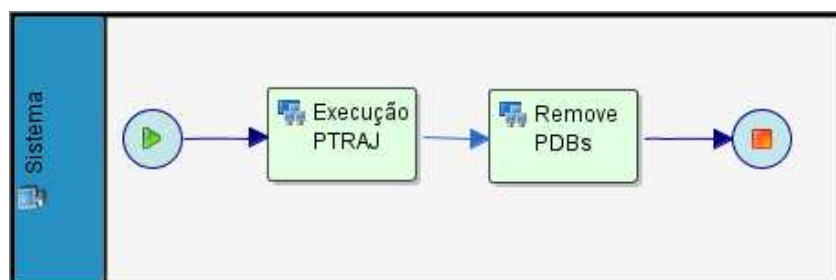 Sistema
Execução
PTRAJ
Remove
PDBs